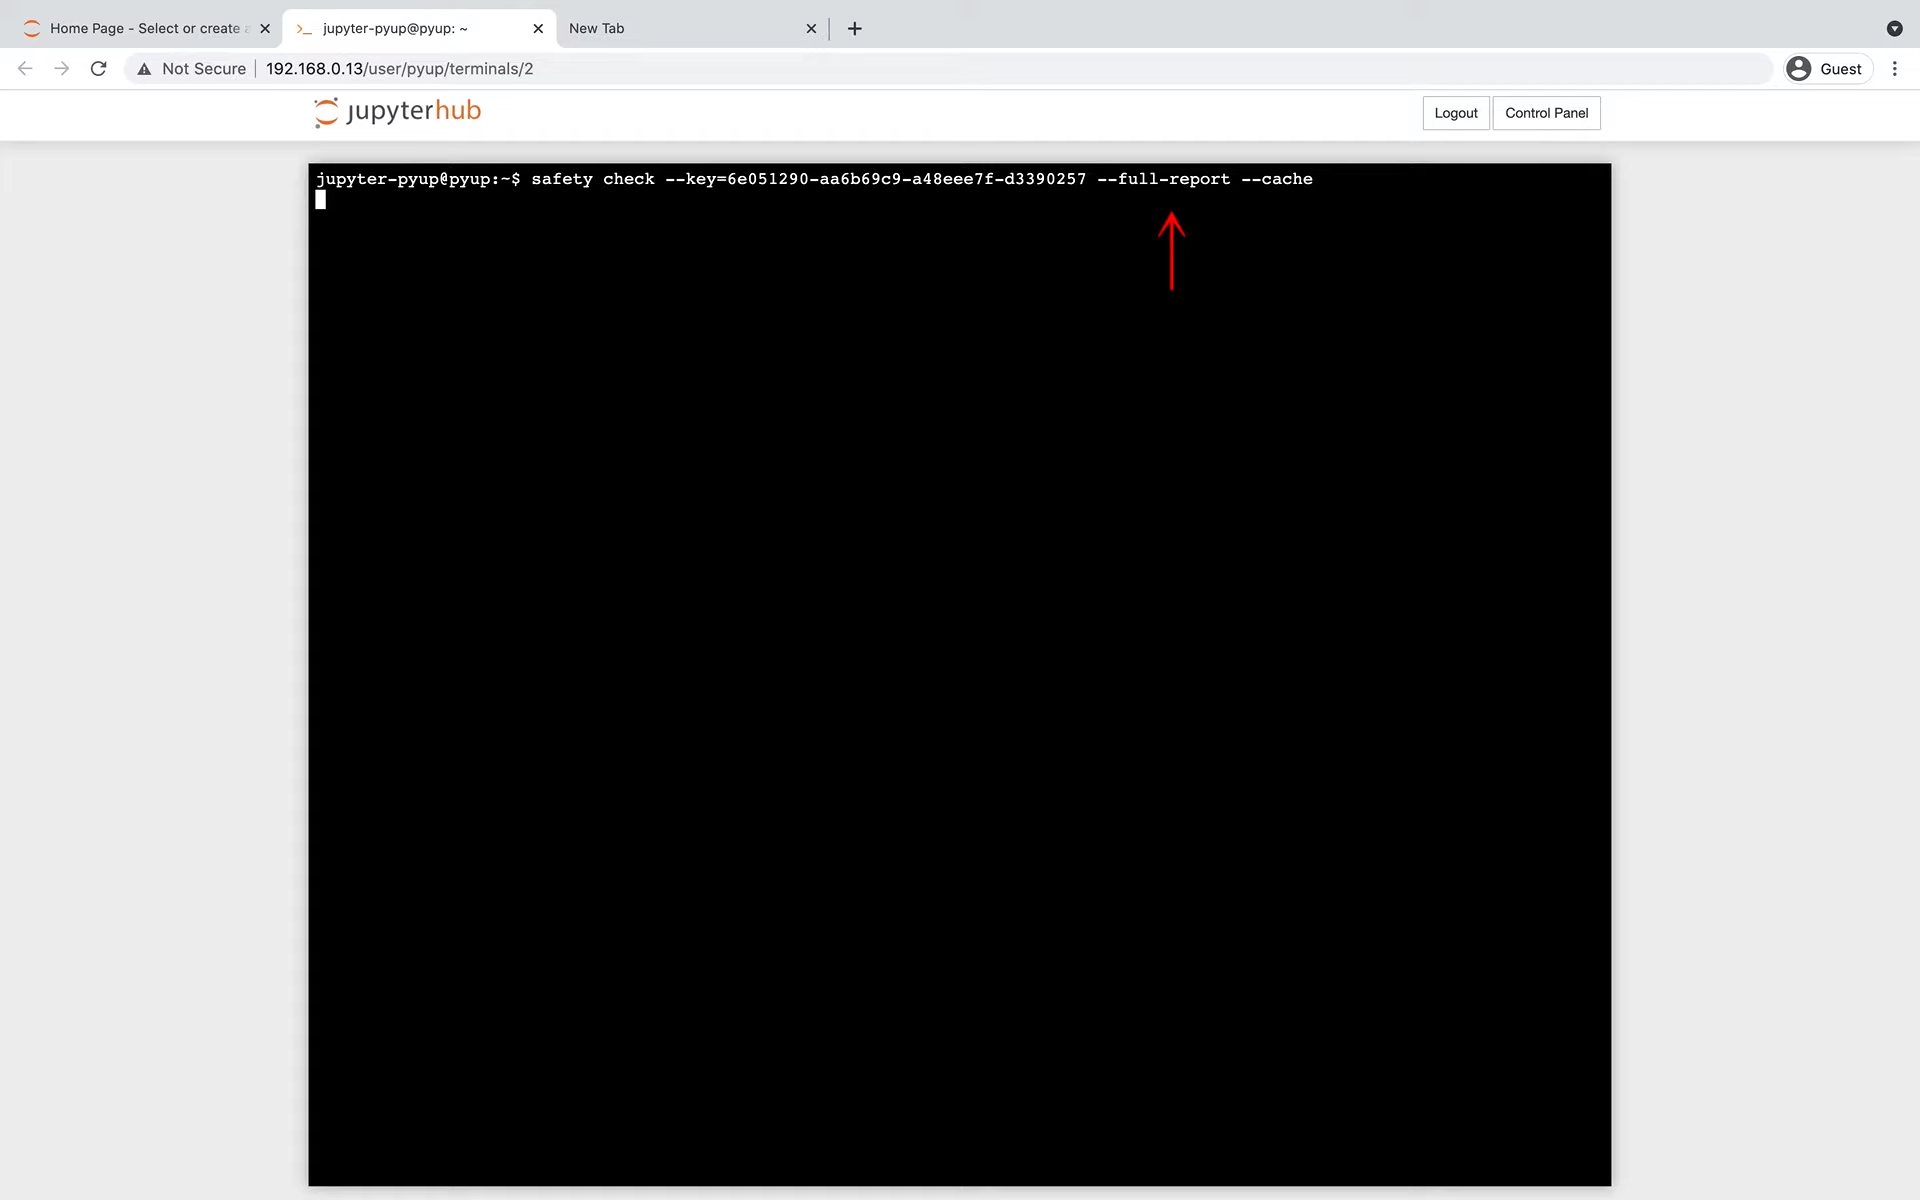 Home Page - Select or create
jupyter-pyup@pyup: ~
New Tab
Not Secure
192.168.0.13/user/pyup/terminals/2
Guest
jupyterhub
Logout
Control Panel
jupyter-pyup@pyup:~$ safety check --key=6e051290-aa6b69c9-a48eee7f-d3390257 --full-report --cache